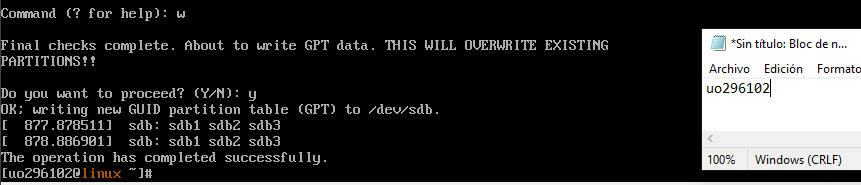 Command (? for help): w
Final checks complete. About to write GPT data. THIS WILL OVERWRITE EXISTING
PARTITIONS!!
Do you want to proceed? (Y/N): y
OK; writing new GUID partition table (GPT) to /dev/sdb.
[  877.878511]  sdb: sdb1 sdb2 sdb3
[  878.886901]  sdb: sdb1 sdb2 sdb3
The operation has completed successfully.
[uo296102@linux ~]#
*Sin título: Bloc de n...
Archivo Edición Formato
uo296102
100% Windows (CRLF)